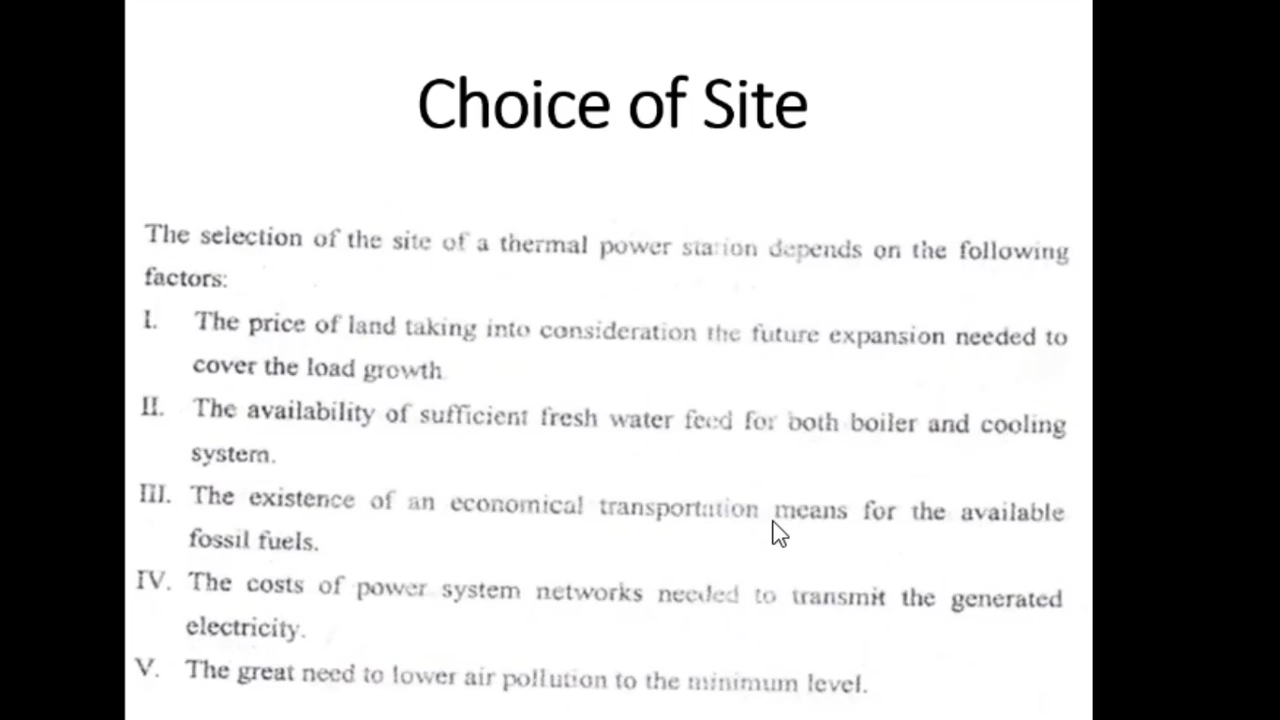 Choice of Site
The selection of the site of a thermal power station depends on the following
factors:
I. The price of land taking into consideration the future expansion needed to
cover the load growth
II. The availability of sufficient fresh water feed for both boiler and cooling
system.
III. The existence of an economical transportation means for the available
fossil fuels.
IV. The costs of power system networks needed to transmit the generated
electricity.
V. The great need to lower air pollution to the minimum level.